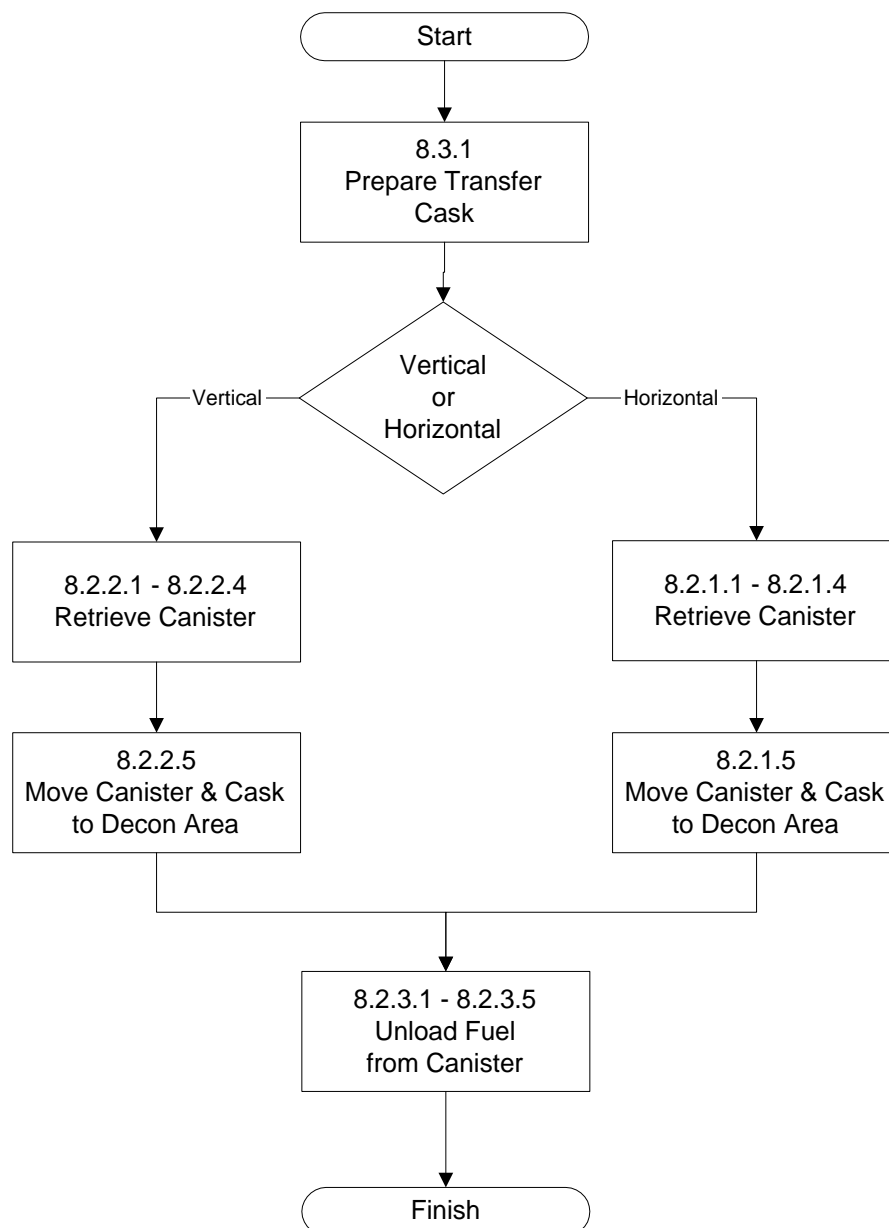 Start
8.3.1
Prepare Transfer
Cask
Vertical
or
Horizontal
Vertical
Horizontal
8.2.2.1 - 8.2.2.4
Retrieve Canister
8.2.1.1 - 8.2.1.4
Retrieve Canister
8.2.2.5
Move Canister & Cask
to Decon Area
8.2.1.5
Move Canister & Cask
to Decon Area
8.2.3.1 - 8.2.3.5
Unload Fuel
from Canister
Finish